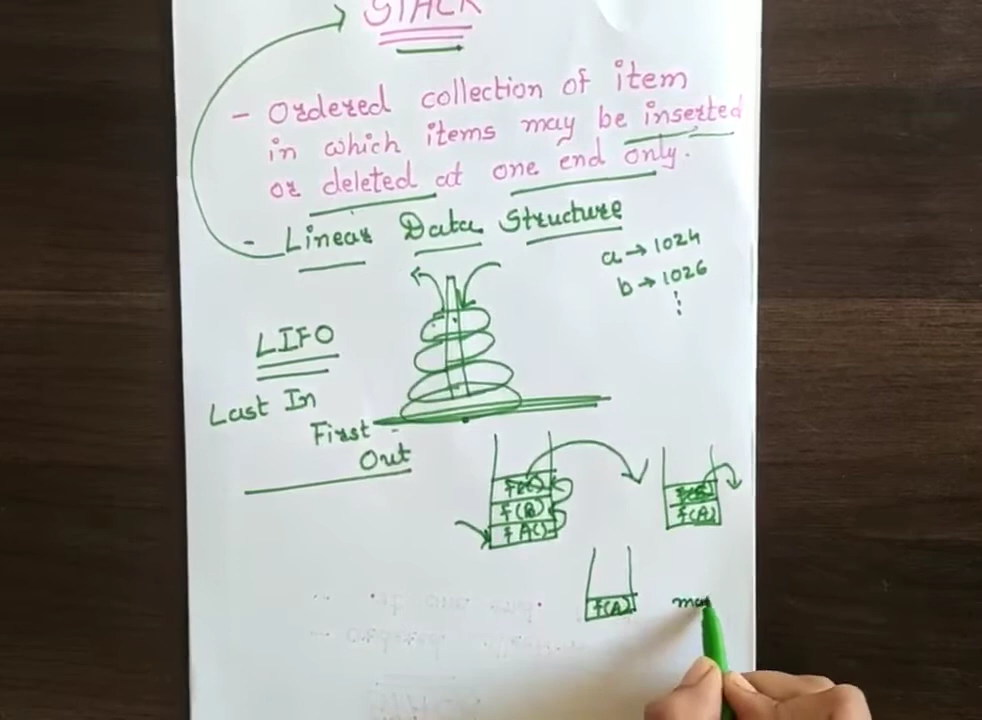 STACK
- Ordered collection of item
in which items may be inserted
or deleted at one end only.
- Linear Data Structure
a → 1024
b → 1026
⋮
LIFO
Last In
First
Out
f(B)
f(A)
f A()
f(A)